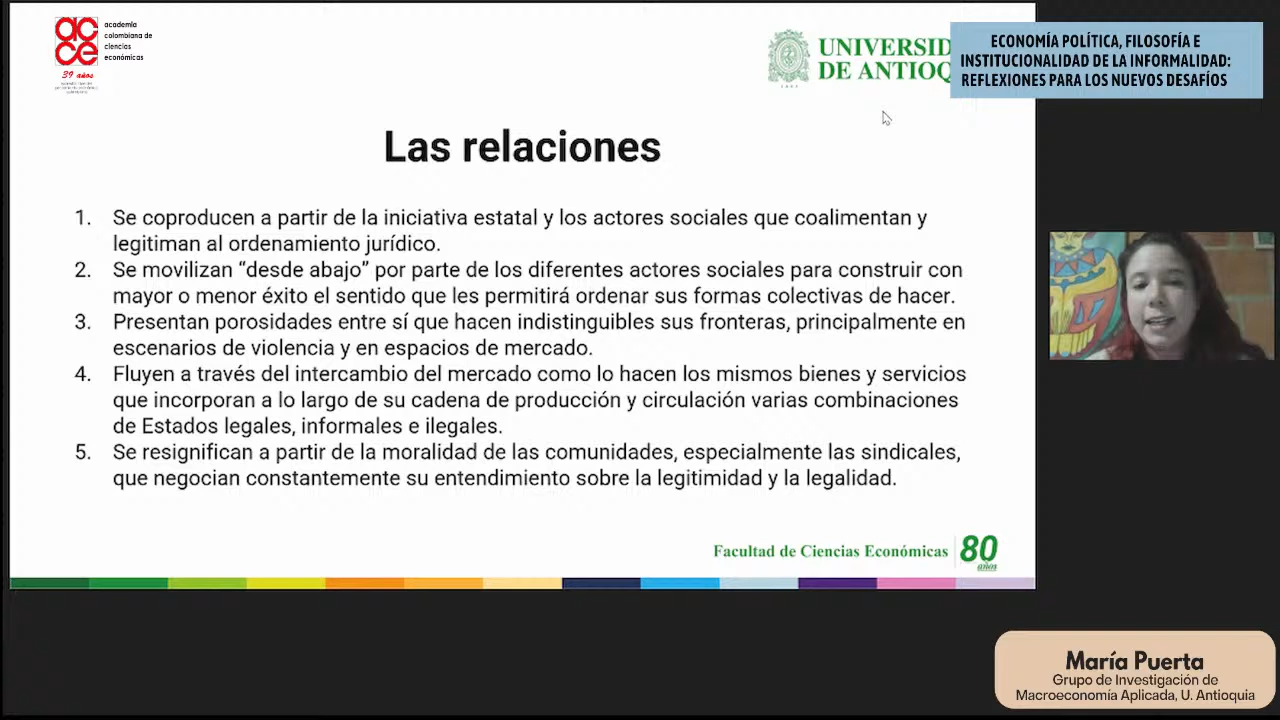 academia
colombiana de
ciencias
económicas
39 años
UNIVERSID
DE ANTIOQ
1803
ECONOMÍA POLÍTICA, FILOSOFÍA E
INSTITUCIONALIDAD DE LA INFORMALIDAD:
REFLEXIONES PARA LOS NUEVOS DESAFÍOS
Las relaciones
1. Se coproducen a partir de la iniciativa estatal y los actores sociales que coalimentan y
legitiman al ordenamiento jurídico.
2. Se movilizan “desde abajo” por parte de los diferentes actores sociales para construir con
mayor o menor éxito el sentido que les permitirá ordenar sus formas colectivas de hacer.
3. Presentan porosidades entre sí que hacen indistinguibles sus fronteras, principalmente en
escenarios de violencia y en espacios de mercado.
4. Fluyen a través del intercambio del mercado como lo hacen los mismos bienes y servicios
que incorporan a lo largo de su cadena de producción y circulación varias combinaciones
de Estados legales, informales e ilegales.
5. Se resignifican a partir de la moralidad de las comunidades, especialmente las sindicales,
que negocian constantemente su entendimiento sobre la legitimidad y la legalidad.
Facultad de Ciencias Económicas
80
años
María Puerta
Grupo de Investigación de
Macroeconomía Aplicada, U. Antioquia